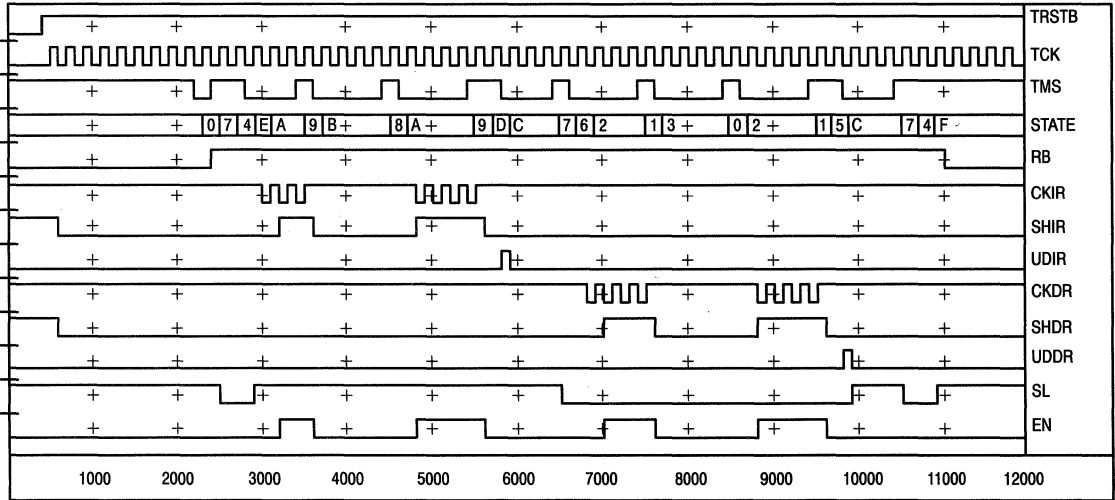 TRSTB
TCK
TMS
0 7 4 E A 9 B 8 A 9 D C 7 6 2 1 3 0 2 1 5 C 7 4 F STATE
RB
CKIR
SHIR
UDIR
CKDR
SHDR
UDDR
SL
EN
1000 2000 3000 4000 5000 6000 7000 8000 9000 10000 11000 12000